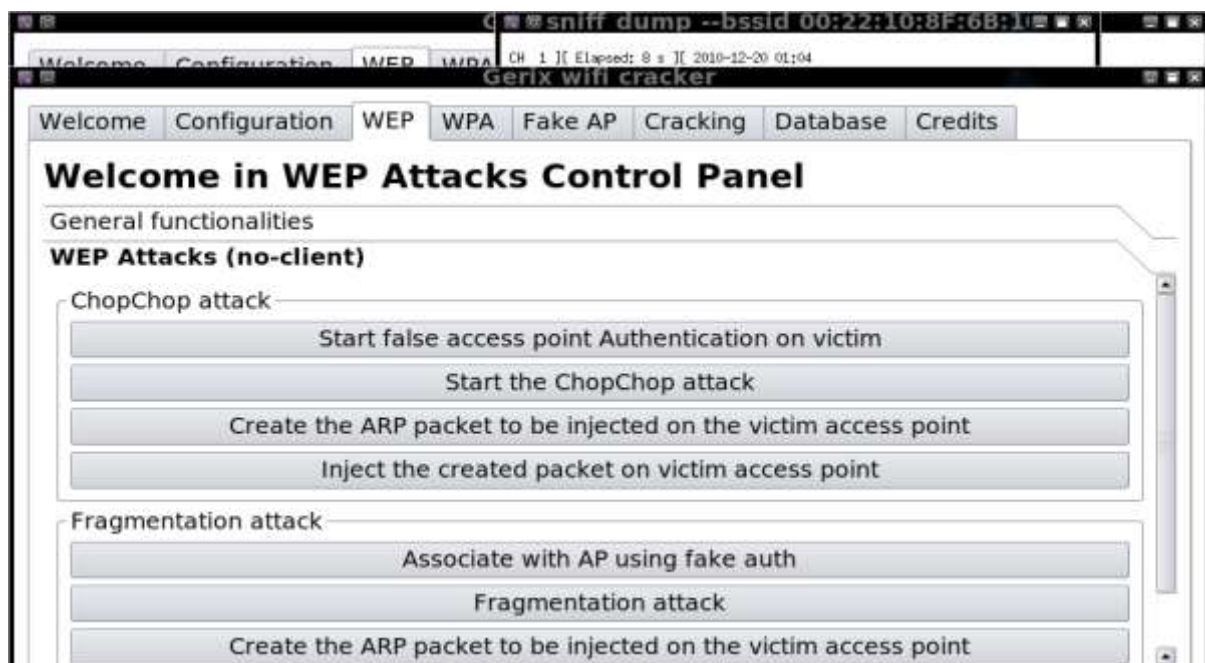 sniff dump --bssid 00:22:10:8F:6B:1
Welcome Configuration WEP WPA
CH 1 ][ Elapsed: 8 s ][ 2010-12-20 01:04
Gerix wifi cracker
Welcome Configuration WEP WPA Fake AP Cracking Database Credits
Welcome in WEP Attacks Control Panel
General functionalities
WEP Attacks (no-client)
ChopChop attack
Start false access point Authentication on victim
Start the ChopChop attack
Create the ARP packet to be injected on the victim access point
Inject the created packet on victim access point
Fragmentation attack
Associate with AP using fake auth
Fragmentation attack
Create the ARP packet to be injected on the victim access point